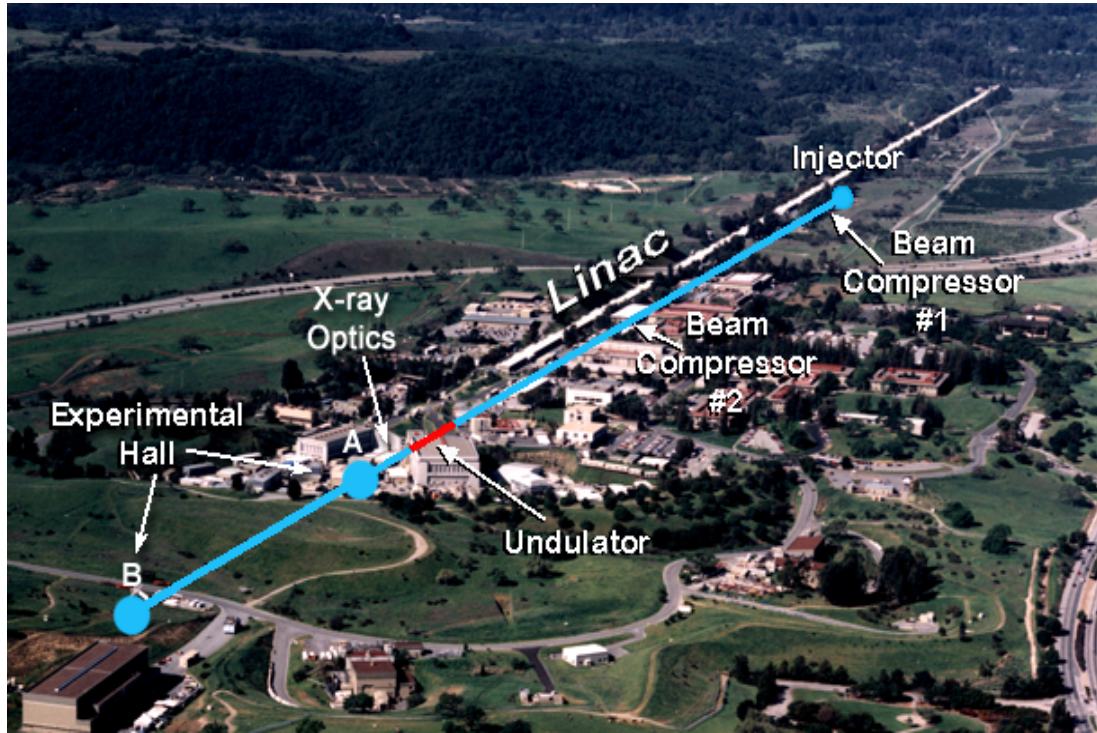 Injector
Beam
Compressor
#1
Linac
X-ray
Optics
Beam
Compressor
#2
Experimental
Hall
A
Undulator
B